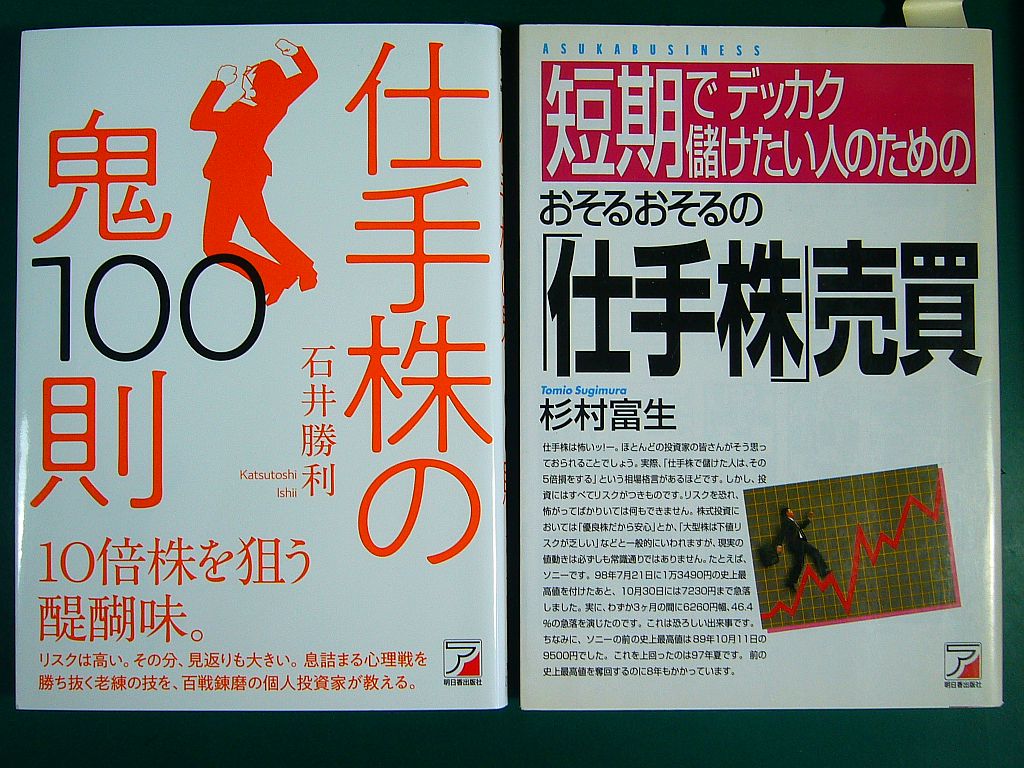 仕手株の
鬼
100
則
石井勝利
Katsutoshi
Ishii
10倍株を狙う
醍醐味。
リスクは高い。その分、見返りも大きい。息詰まる心理戦を
勝ち抜く老練の技を、百戦錬磨の個人投資家が教える。
ア
明日香出版社
ASUKABUSINESS
短期でデッカク
儲けたい人のための
おそるおそるの
「仕手株」売買
Tomio Sugimura
杉村富生
仕手株は怖いッ!ー。ほとんどの投資家の皆さんがそう思っ
ておられることでしょう。実際、「仕手株で儲けた人は、その
5倍損をする」という相場格言があるほどです。しかし、投
資にはすべてリスクがつきものです。リスクを恐れ、
怖がってばかりいては何もできません。株式投資に
おいては「優良株だから安心」とか、「大型株は下値リ
スクが乏しい」などと一般的にいわれますが、現実の
値動きは必ずしも常識通りではありません。たとえば、
ソニーです。98年7月21日に1万3490円の史上最
高値を付けたあと、10月30日には7230円まで急落
しました。実に、わずか3ヶ月の間に6260円幅、46.4
%の急落を演じたのです。これは恐ろしい出来事です。
ちなみに、ソニーの前の史上最高値は89年10月11日の
9500円でした。これを上回ったのは97年夏です。前の
史上最高値を奪回するのに8年もかかっています。
ア
明日香出版社